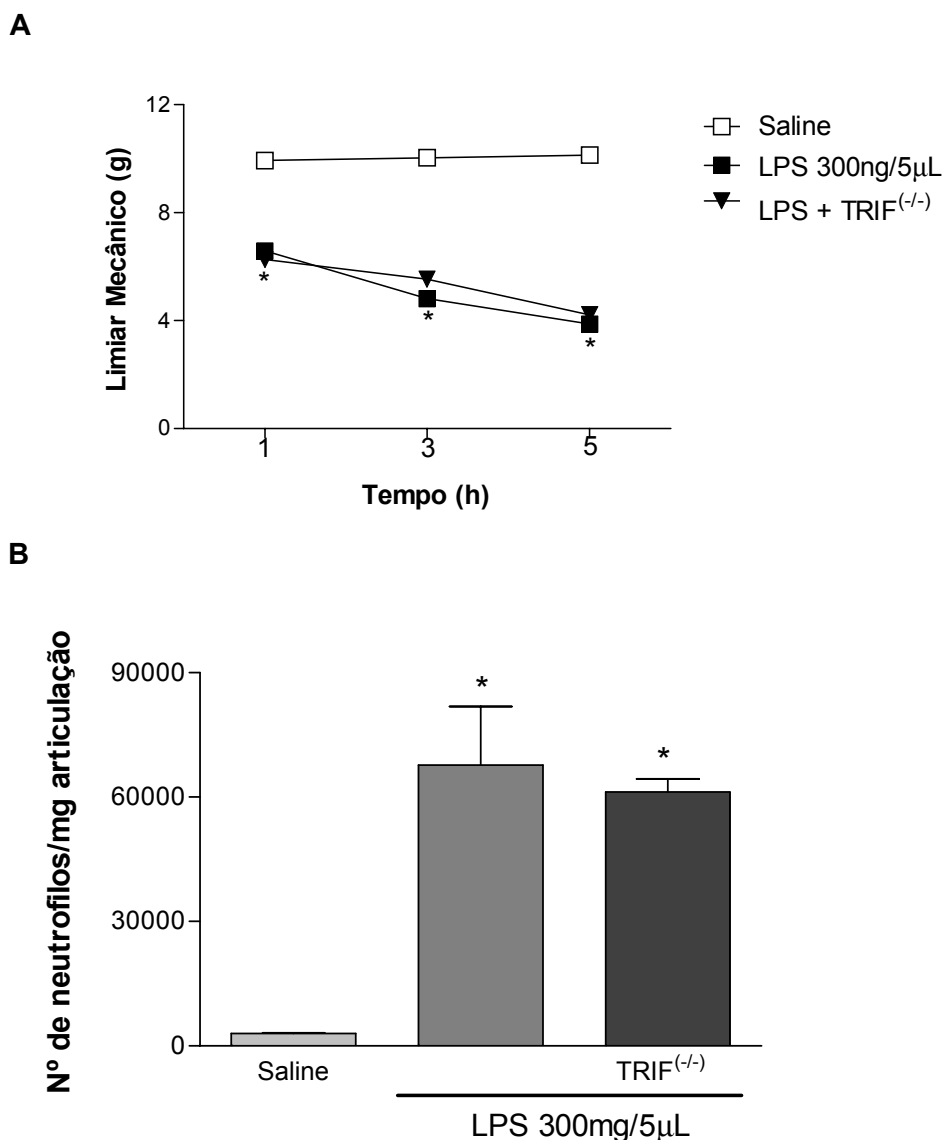 A
12
8
4
0
Limiar Mecânico (g)
*
*
*
1 3 5
Tempo (h)
Saline
LPS 300ng/5µL
LPS + TRIF(-/-)
B
Nº de neutrofilos/mg articulação
90000
60000
30000
0
*
*
Saline
TRIF(-/-)
LPS 300mg/5µL